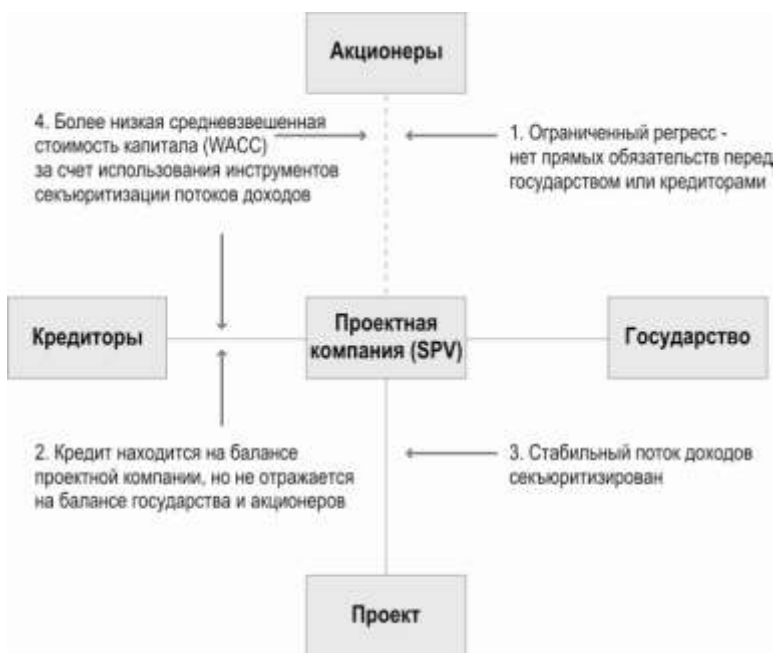 Акционеры
4. Более низкая средневзвешенная
стоимость капитала (WACC)
за счет использования инструментов
секъюритизации потоков доходов
1. Ограниченный регресс -
нет прямых обязательств перед
государством или кредиторами
Кредиторы
Проектная
компания (SPV)
Государство
2. Кредит находится на балансе
проектной компании, но не отражается
на балансе государства и акционеров
3. Стабильный поток доходов
секъюритизирован
Проект